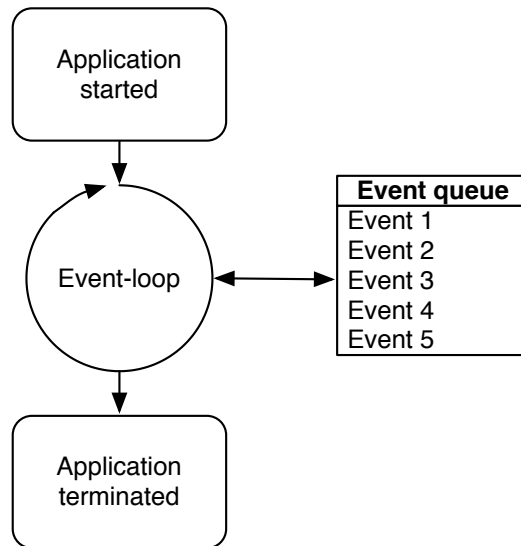 Application
started
Event-loop
Event queue
Event 1
Event 2
Event 3
Event 4
Event 5
Application
terminated